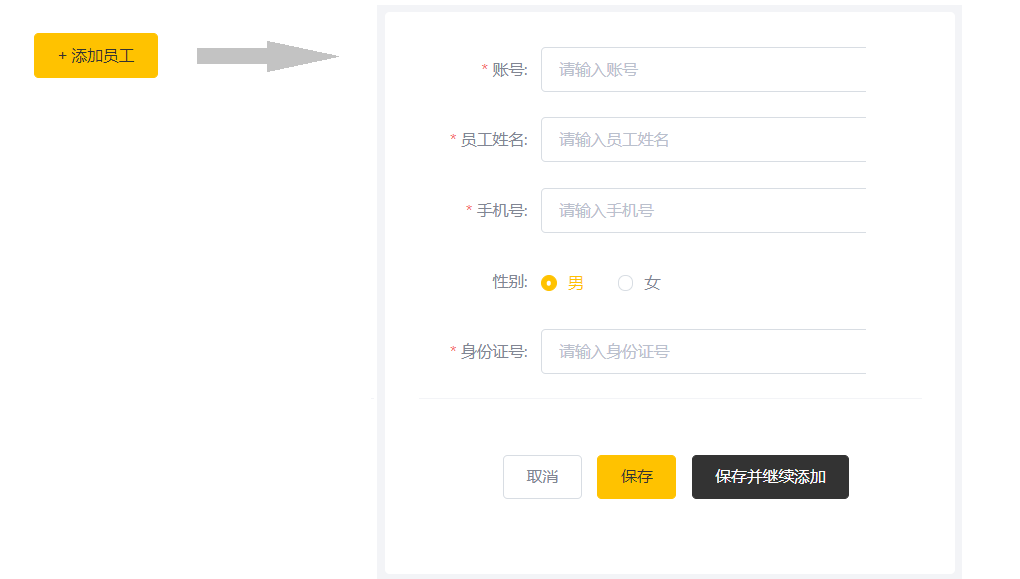 + 添加员工
* 账号: 请输入账号
* 员工姓名: 请输入员工姓名
* 手机号: 请输入手机号
性别: 男 女
* 身份证号: 请输入身份证号
取消 保存 保存并继续添加